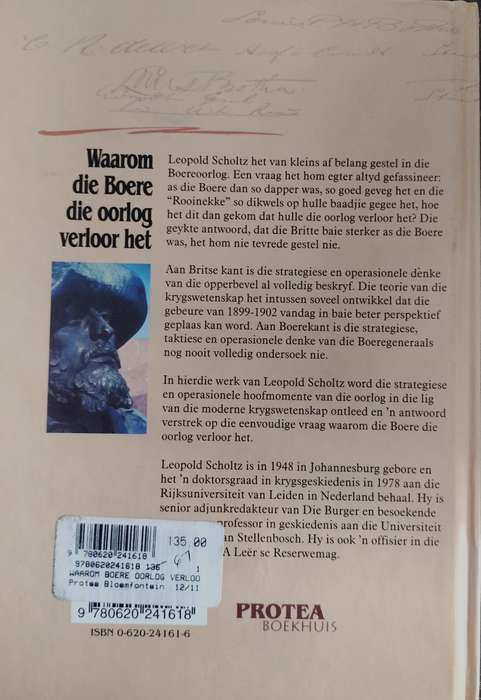 Waarom
die Boere
die oorlog
verloor het
Leopold Scholtz het van kleins af belang gestel in die
Boereoorlog. Een vraag het hom egter altyd gefassineer:
as die Boere dan so dapper was, so goed geveg het en die
“Rooinekke” so dikwels op hulle baadjie gegee het, hoe
het dit dan gekom dat hulle die oorlog verloor het? Die
geykte antwoord, dat die Britte baie sterker as die Boere
was, het hom nie tevrede gestel nie.
Aan Britse kant is die strategiese en operasionele denke
van die opperbevel al volledig beskryf. Die teorie van die
krygswetenskap het intussen soveel ontwikkel dat die
gebeure van 1899-1902 vandag in baie beter perspektief
geplaas kan word. Aan Boerekant is die strategiese,
taktiese en operasionele denke van die Boeregeneraals
nog nooit volledig ondersoek nie.
In hierdie werk van Leopold Scholtz word die strategiese
en operasionele hoofmomente van die oorlog in die lig
van die moderne krygswetenskap ontleed en ’n antwoord
verstrek op die eenvoudige vraag waarom die Boere die
oorlog verloor het.
Leopold Scholtz is in 1948 in Johannesburg gebore en
het ’n doktorsgraad in krygsgeskiedenis in 1978 aan die
Rijksuniversiteit van Leiden in Nederland behaal. Hy is
senior adjunkredakteur van Die Burger en besoekende
professor in geskiedenis aan die Universiteit
an Stellenbosch. Hy is ook ’n offisier in die
A Leër se Reserwemag.
135.00
9 780620 241618
9780620241618 135 1
WAAROM BOERE OORLOG VERLOO
Protea Bloemfontein 12/11
9 780620 241618
ISBN 0-620-24161-6
PROTEA
BOEKHUIS